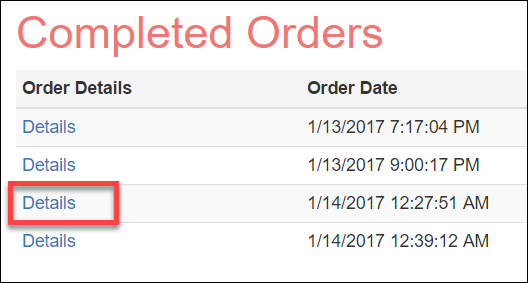 Completed Orders
Order Details Order Date
Details 1/13/2017 7:17:04 PM
Details 1/13/2017 9:00:17 PM
Details 1/14/2017 12:27:51 AM
Details 1/14/2017 12:39:12 AM